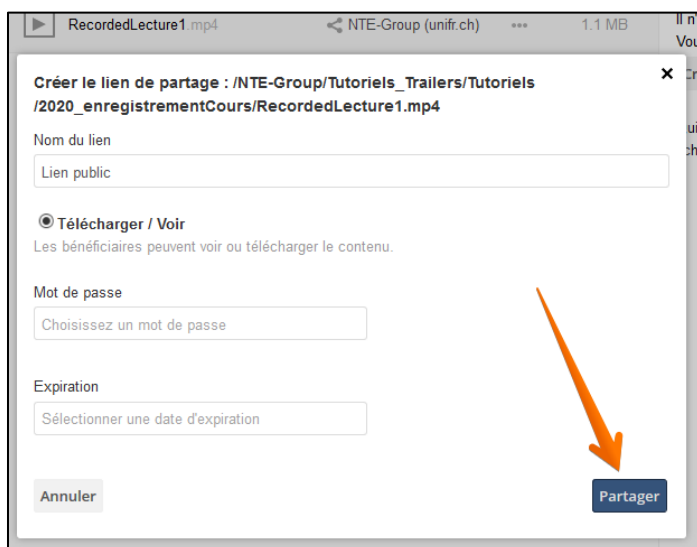 RecordedLecture1.mp4 NTE-Group (unifr.ch) ••• 1.1 MB
Créer le lien de partage : /NTE-Group/Tutoriels_Trailers/Tutoriels
/2020_enregistrementCours/RecordedLecture1.mp4
Nom du lien
Lien public
Télécharger / Voir
Les bénéficiaires peuvent voir ou télécharger le contenu.
Mot de passe
Choisissez un mot de passe
Expiration
Sélectionner une date d'expiration
Annuler Partager